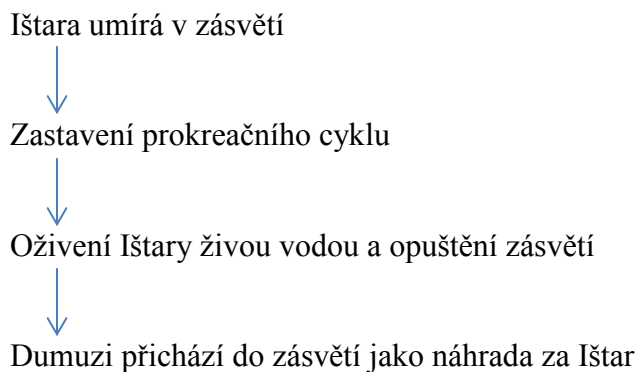 Ištara umírá v zásvětí
Zastavení prokreačního cyklu
Oživení Ištary živou vodou a opuštění zásvětí
Dumuzi přichází do zásvětí jako náhrada za Ištar